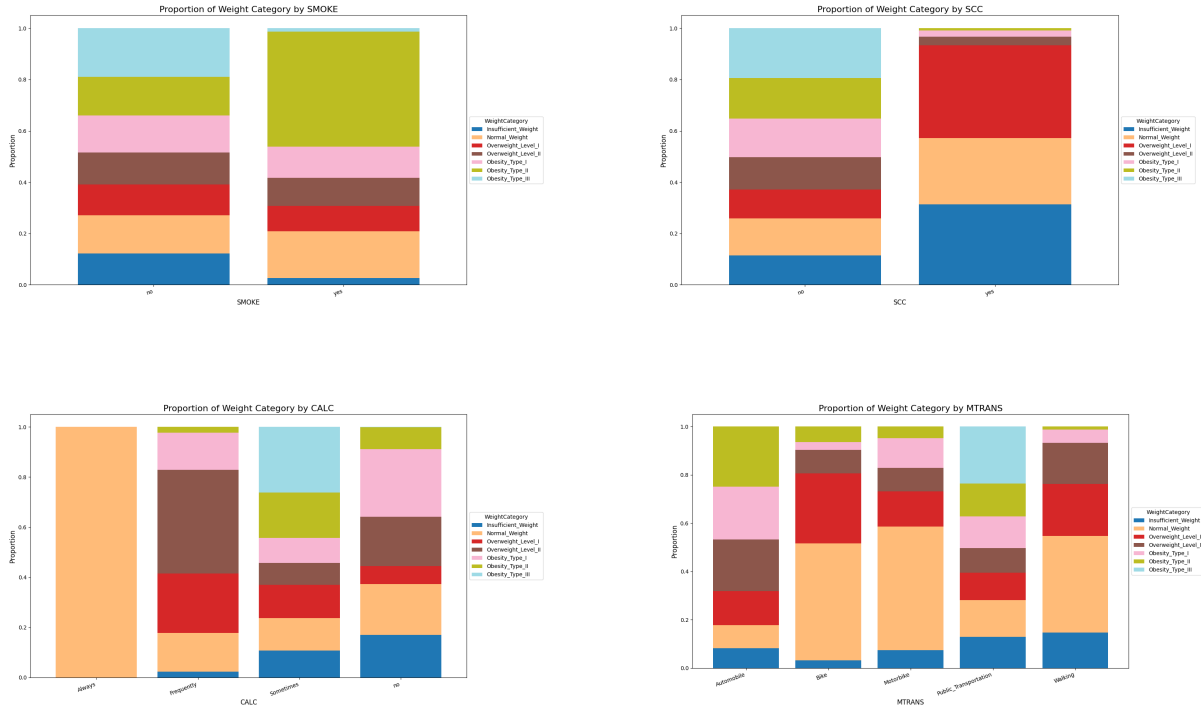 Proportion of Weight Category by SMOKE
1.0
0.8
0.6
0.4
0.2
0.0
Proportion
no
yes
SMOKE
WeightCategory
Insufficient_Weight
Normal_Weight
Overweight_Level_I
Overweight_Level_II
Obesity_Type_I
Obesity_Type_II
Obesity_Type_III
Proportion of Weight Category by SCC
1.0
0.8
0.6
0.4
0.2
0.0
Proportion
no
yes
SCC
WeightCategory
Insufficient_Weight
Normal_Weight
Overweight_Level_I
Overweight_Level_II
Obesity_Type_I
Obesity_Type_II
Obesity_Type_III
Proportion of Weight Category by CALC
1.0
0.8
0.6
0.4
0.2
0.0
Proportion
Always
Frequently
Sometimes
no
CALC
WeightCategory
Insufficient_Weight
Normal_Weight
Overweight_Level_I
Overweight_Level_II
Obesity_Type_I
Obesity_Type_II
Obesity_Type_III
Proportion of Weight Category by MTRANS
1.0
0.8
0.6
0.4
0.2
0.0
Proportion
Automobile
Bike
Motorbike
Public_Transportation
Walking
MTRANS
WeightCategory
Insufficient_Weight
Normal_Weight
Overweight_Level_I
Overweight_Level_II
Obesity_Type_I
Obesity_Type_II
Obesity_Type_III